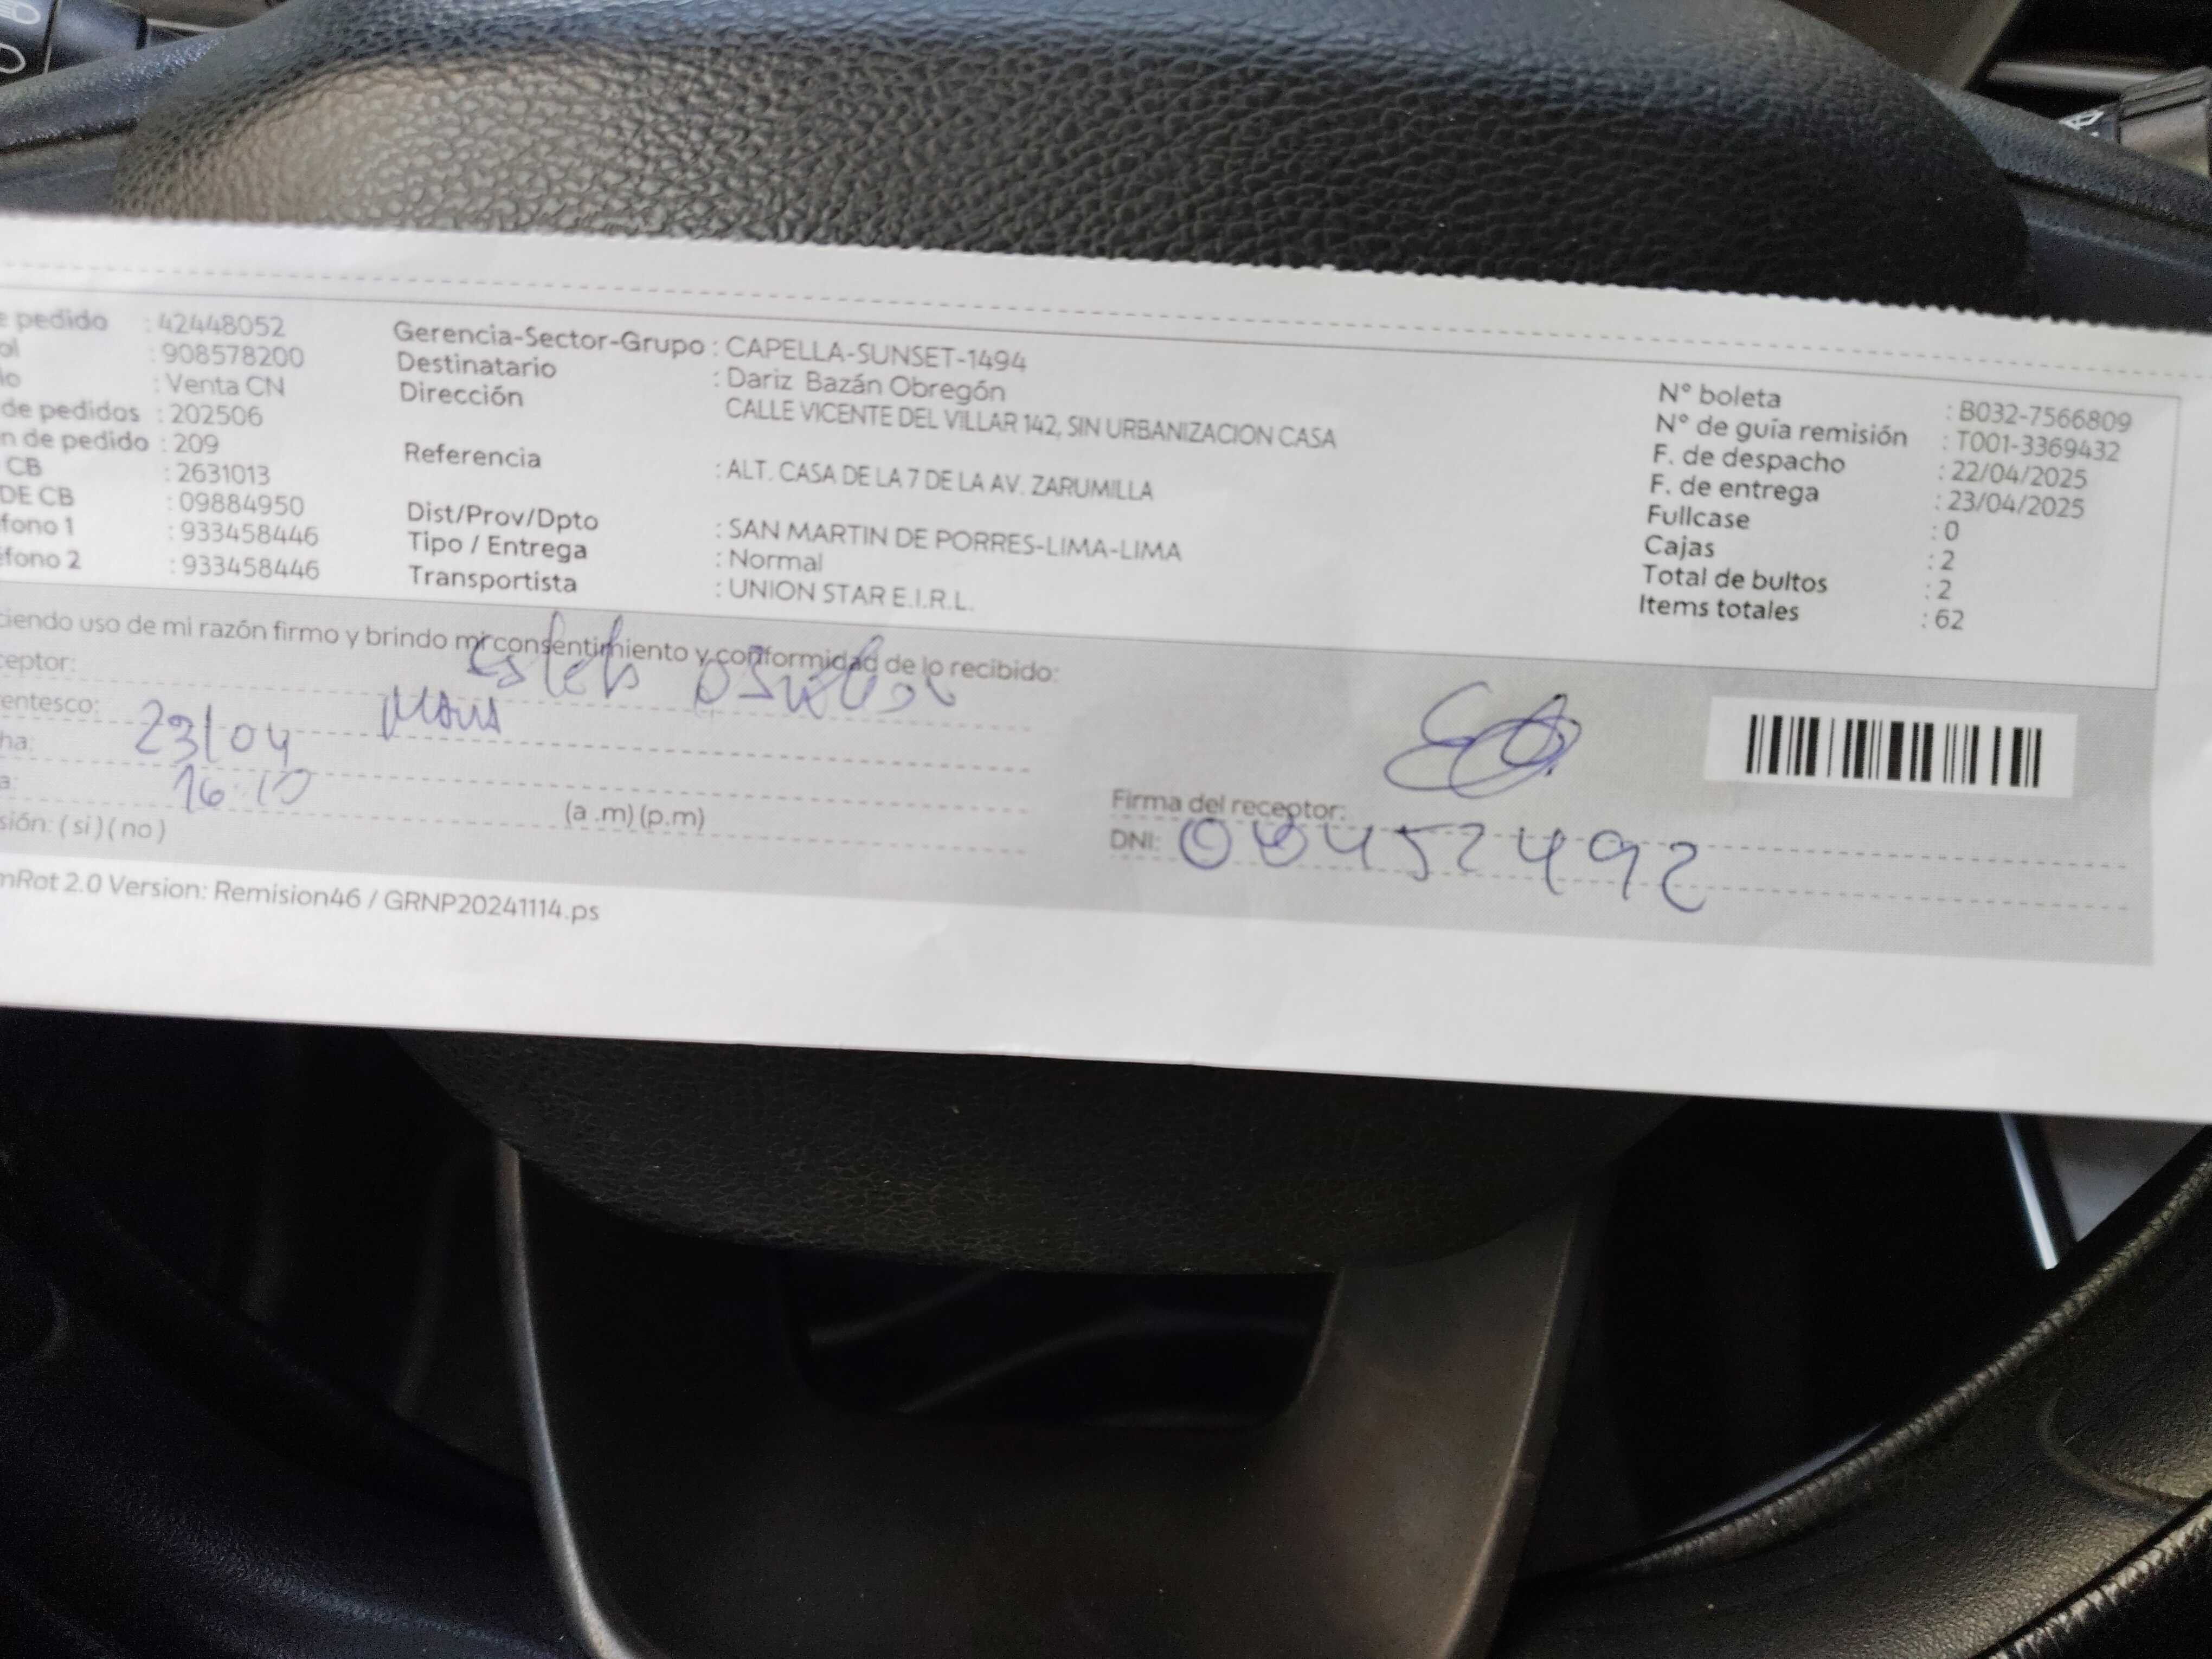 e pedido : 42448052
ol : 908578200
io : Venta CN
de pedidos : 202506
n de pedido : 209
CB : 2631013
DE CB : 09884950
fono 1 : 933458446
éfono 2 : 933458446
Gerencia-Sector-Grupo : CAPELLA-SUNSET-1494
Destinatario : Dariz Bazán Obregón
Dirección CALLE VICENTE DEL VILLAR 142, SIN URBANIZACION CASA
Referencia : ALT. CASA DE LA 7 DE LA AV. ZARUMILLA
Dist/Prov/Dpto : SAN MARTIN DE PORRES-LIMA-LIMA
Tipo / Entrega : Normal
Transportista : UNION STAR E.I.R.L.
N° boleta : B032-7566809
N° de guía remisión : T001-3369432
F. de despacho : 22/04/2025
F. de entrega : 23/04/2025
Fullcase : 0
Cajas : 2
Total de bultos : 2
Items totales : 62
ciendo uso de mi razón firmo y brindo mi consentimiento y conformidad de lo recibido:
ceptor:
entesco:
ha: 23/04
a: 16:10 (a .m) (p.m)
sión: ( si ) ( no )
Firma del receptor:
DNI:
mRot 2.0 Version: Remision46 / GRNP20241114.ps